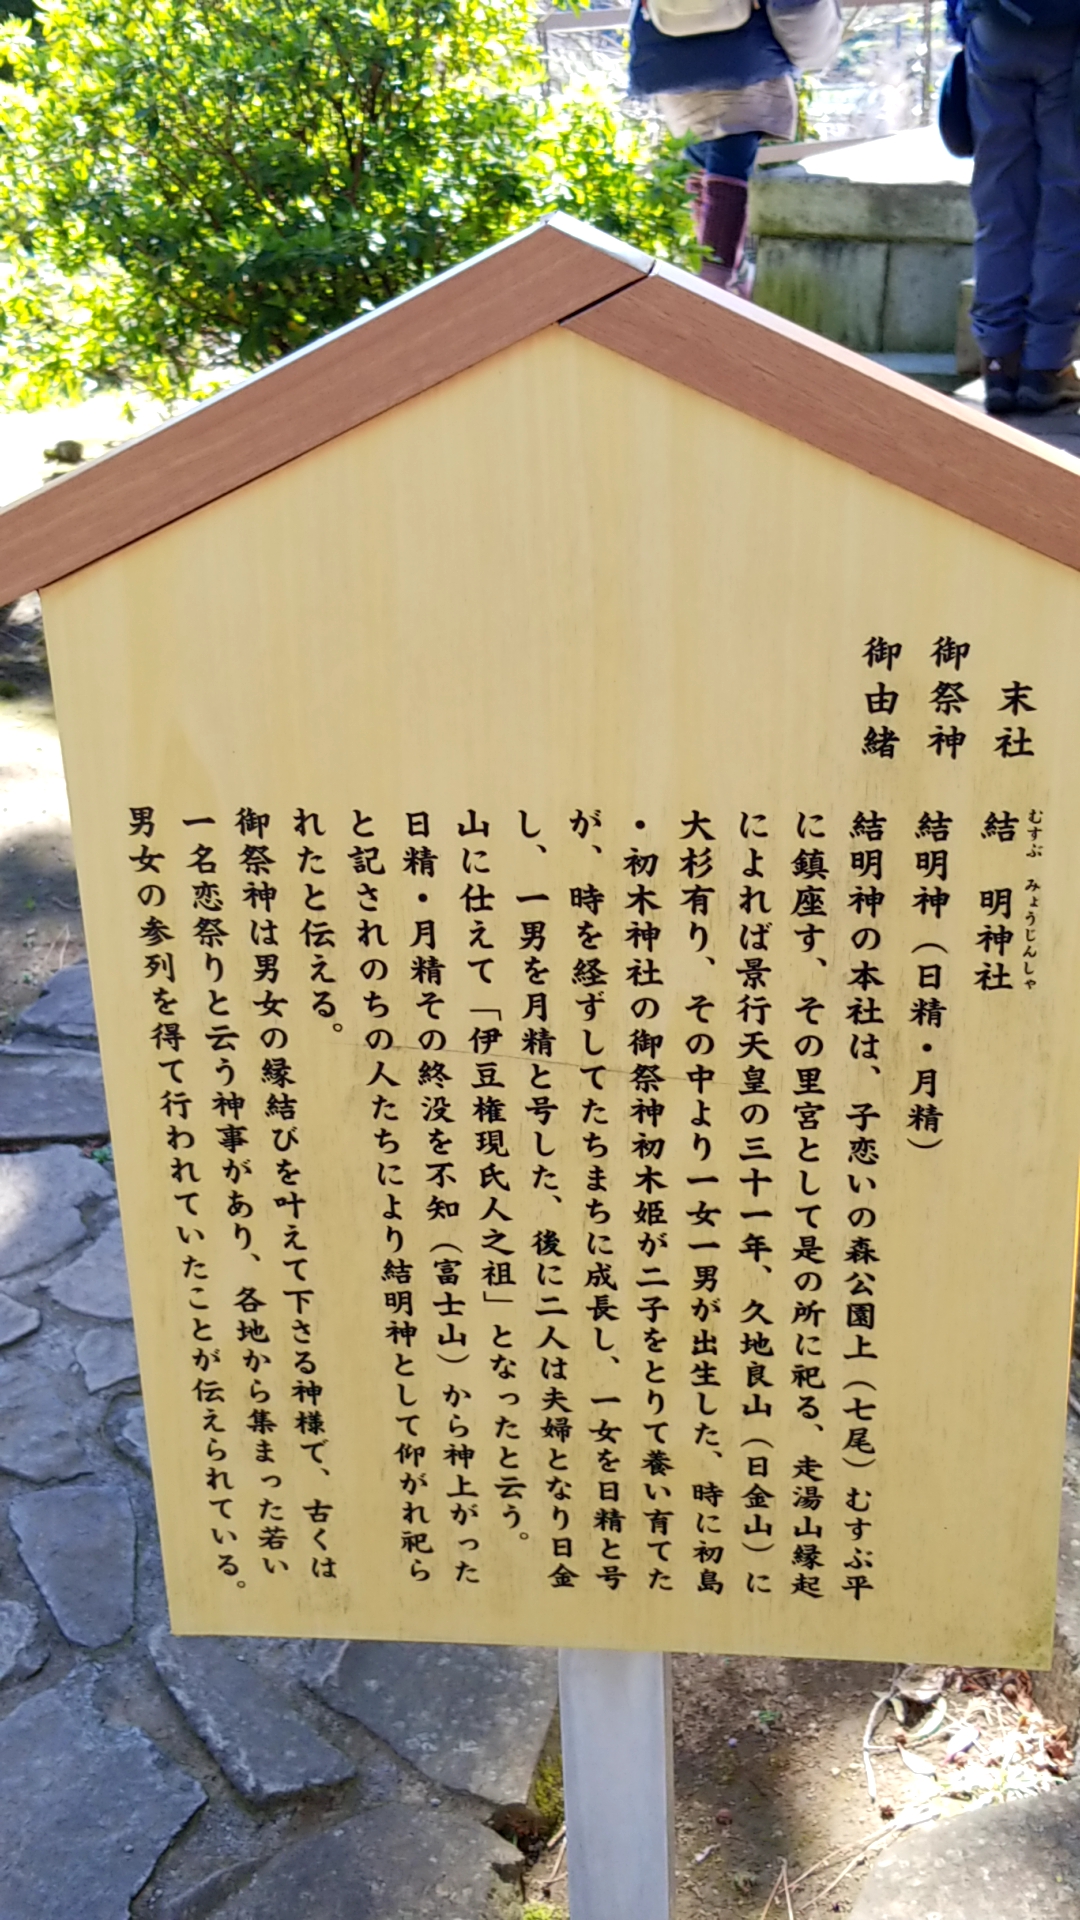 末社 結 明神社
むすぶ みょうじんしゃ
御祭神 結明神（日精・月精）
御由緒 結明神の本社は、子恋いの森公園上（七尾）むすぶ平
に鎮座す、その里宮として是の所に祀る、走湯山縁起
によれば景行天皇の三十一年、久地良山（日金山）に
大杉有り、その中より一女一男が出生した、時に初島
・初木神社の御祭神初木姫が二子をとりて養い育てた
が、時を経ずしてたちまちに成長し、一女を日精と号
し、一男を月精と号した、後に二人は夫婦となり日金
山に仕えて「伊豆権現氏人之祖」となったと云う。
日精・月精その終没を不知（富士山）から神上がった
と記されのちの人たちにより結明神として仰がれ祀ら
れたと伝える。
御祭神は男女の縁結びを叶えて下さる神様で、古くは
一名恋祭りと云う神事があり、各地から集まった若い
男女の参列を得て行われていたことが伝えられている。